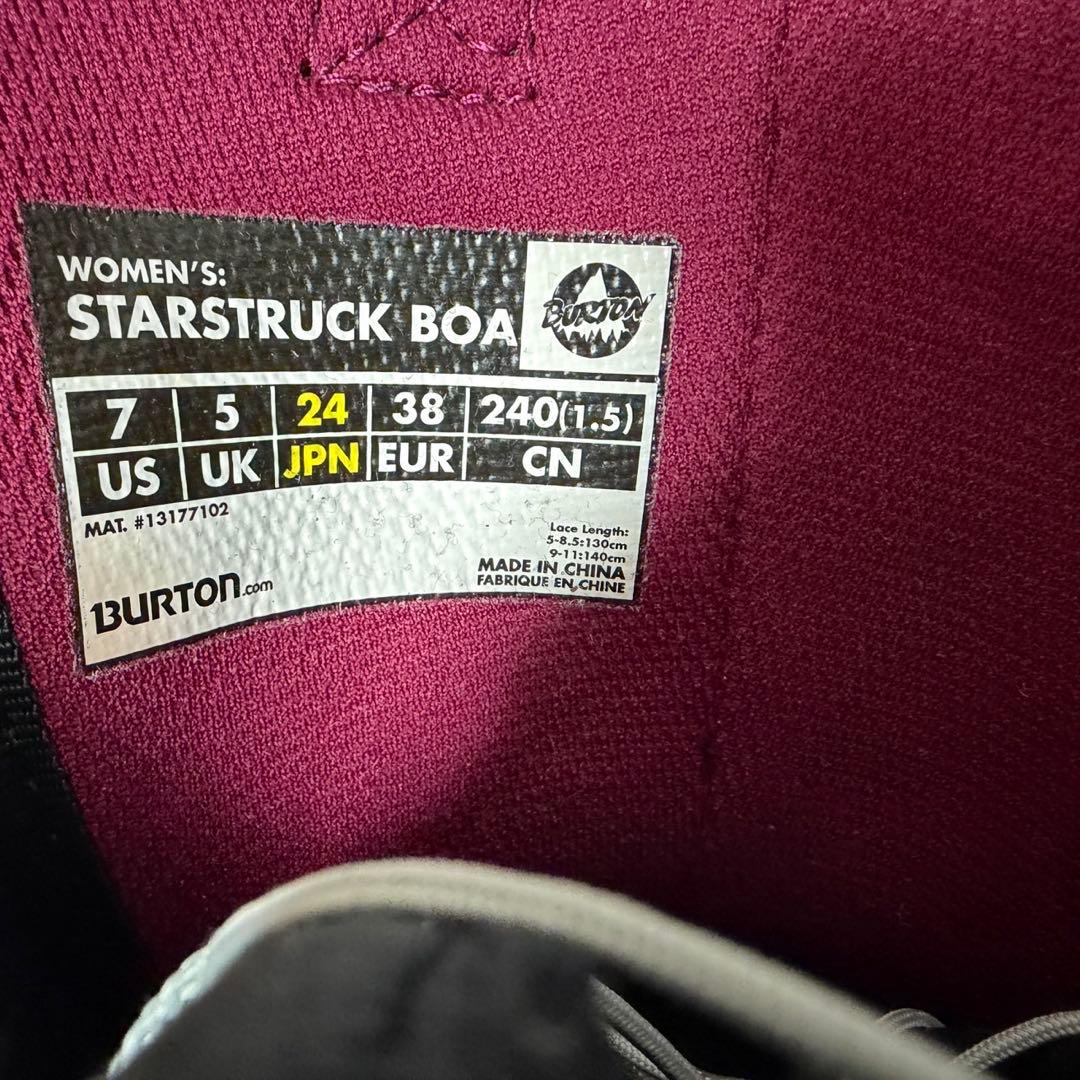 WOMEN'S:
STARSTRUCK BOA
BURTON
7 5 24 38 240(1.5)
US UK JPN EUR CN
MAT. #13177102
Lace Length:
5-8.5:130cm
9-11:140cm
MADE IN CHINA
FABRIQUE EN CHINE
BURTON.com